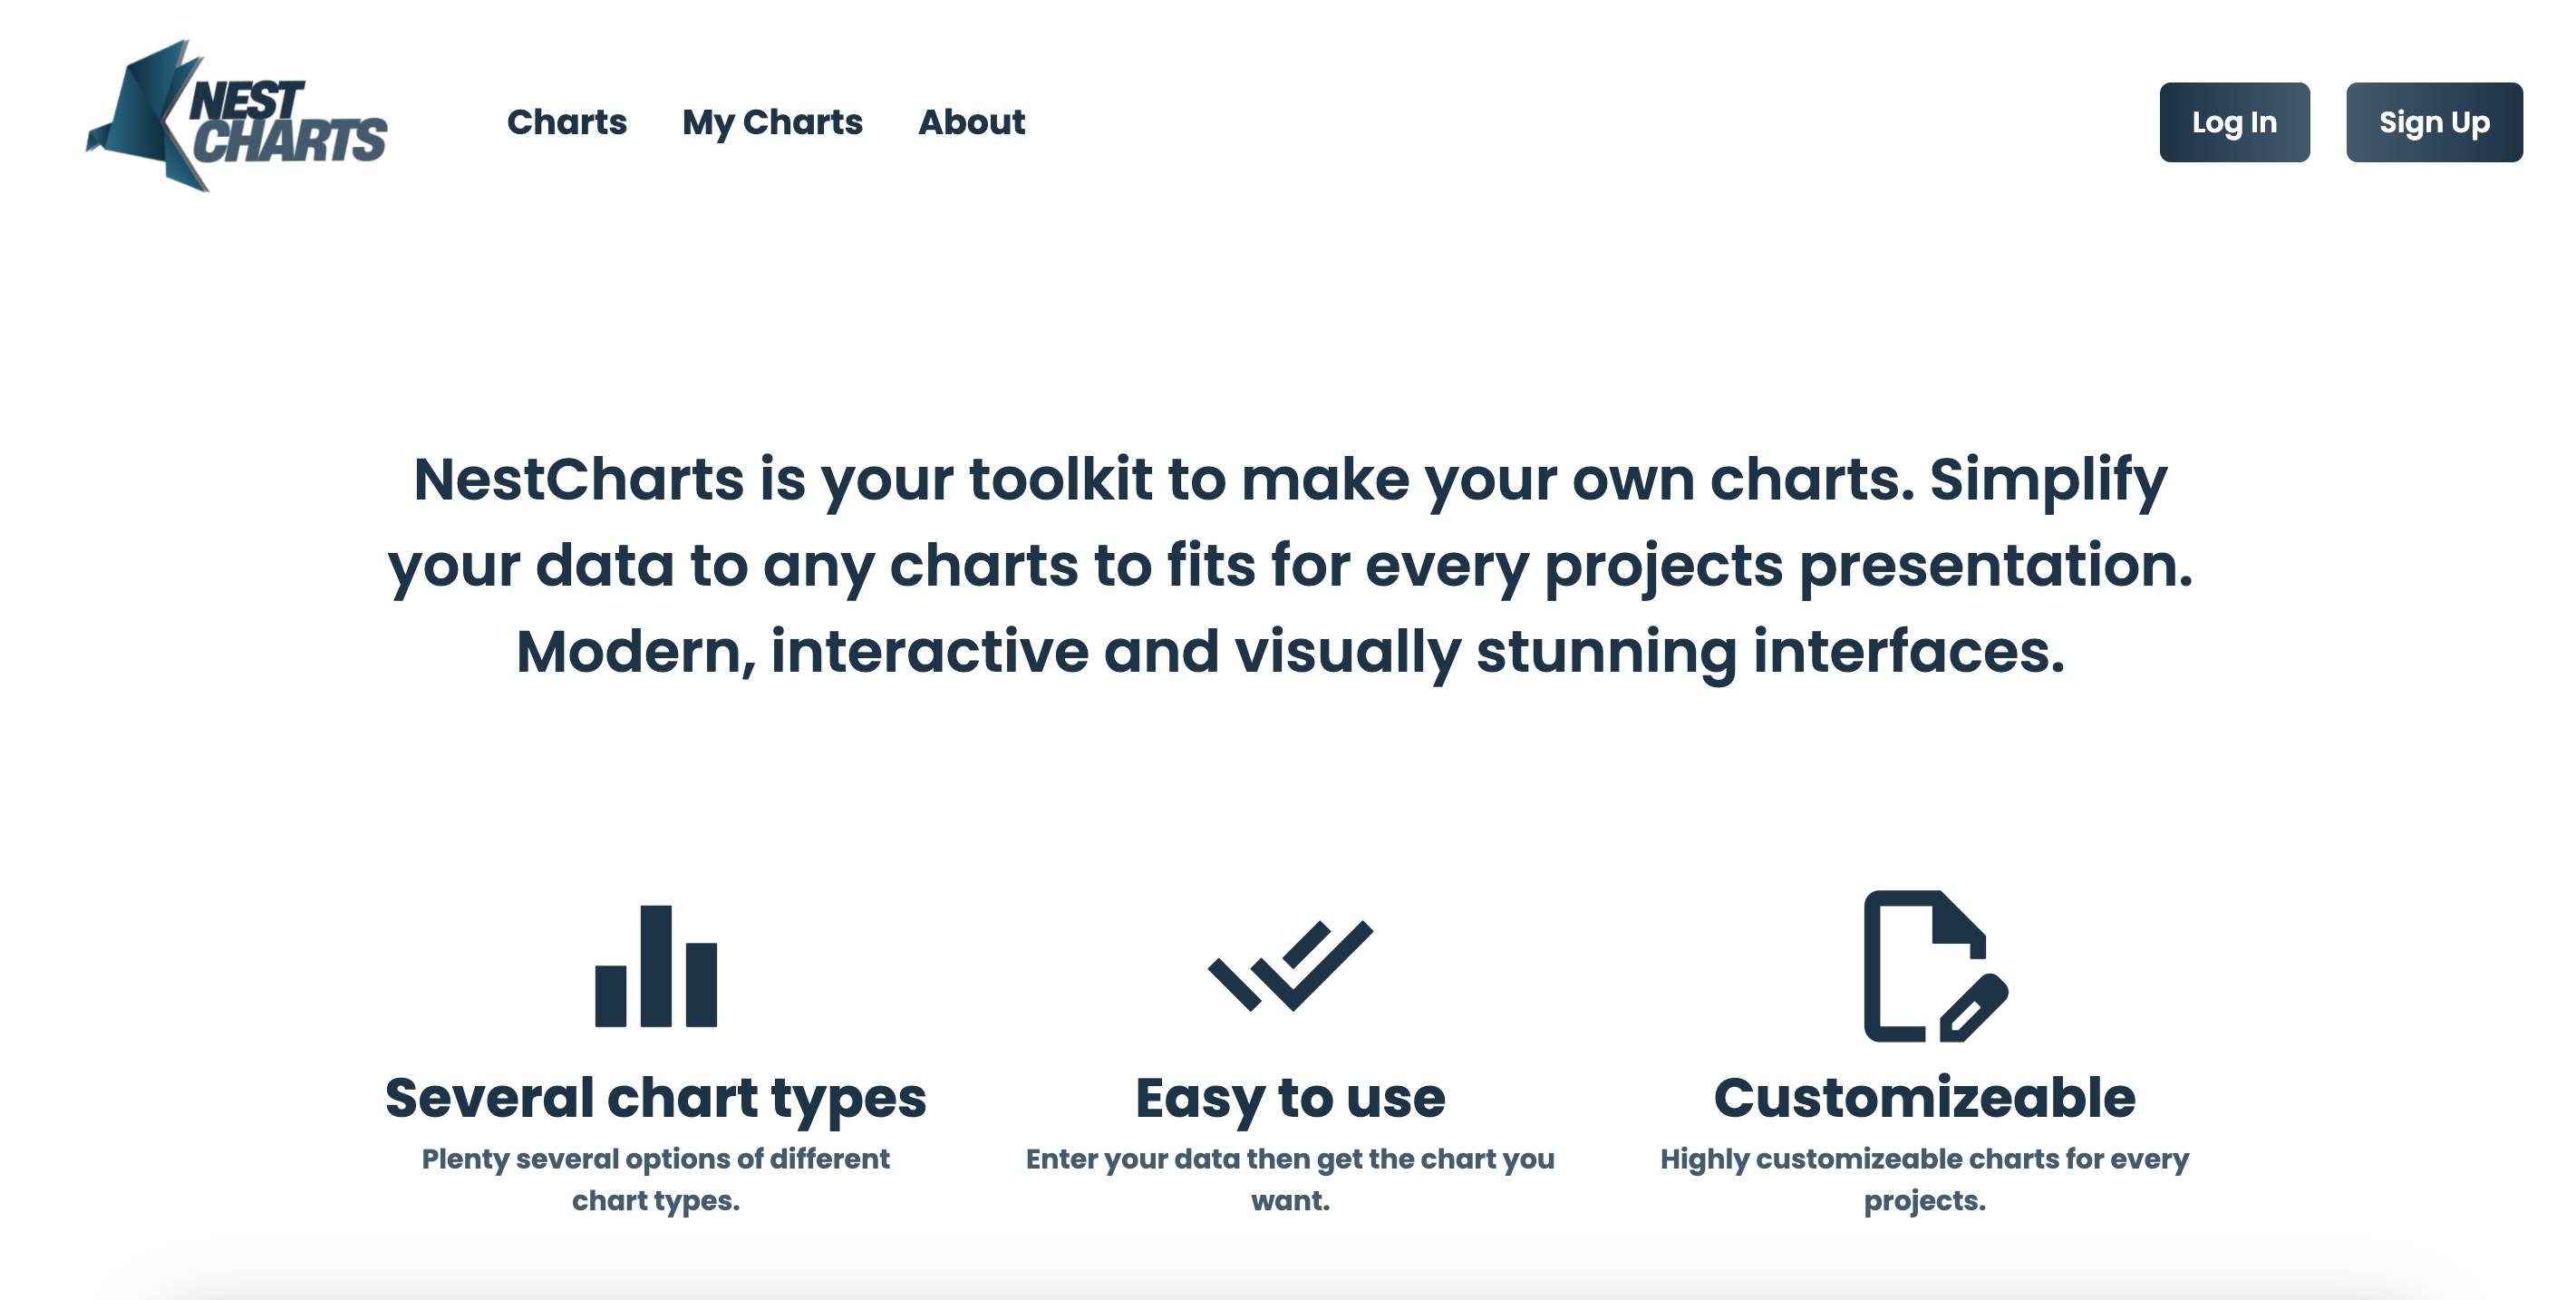 NEST
CHARTS
Charts
My Charts
About
Log In
Sign Up
NestCharts is your toolkit to make your own charts. Simplify
your data to any charts to fits for every projects presentation.
Modern, interactive and visually stunning interfaces.
Several chart types
Plenty several options of different
chart types.
Easy to use
Enter your data then get the chart you
want.
Customizeable
Highly customizeable charts for every
projects.